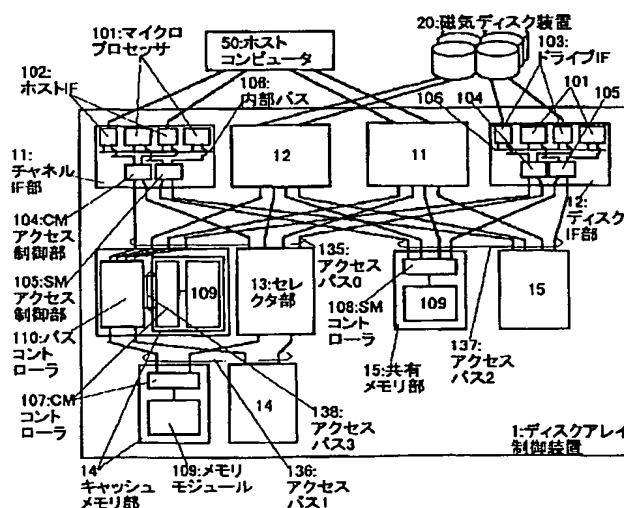 101:マイクロ
プロセッサ
102:
ホストIF
50:ホスト
コンピュータ
106:
内部バス
20:磁気ディスク装置
103:
ドライブIF
101
105
106
104
11:
チャネル
IF部
12
11
12:
ディスク
IF部
104:CM
アクセス
制御部
105:SM
アクセス
制御部
110:パス
コントロ
ーラ
109
13:セレ
クタ部
135:
アクセス
パス0
108:SM
コントロ
ーラ
109
15
15:共有
メモリ部
137:
アクセス
パス2
107:CM
コント
ローラ
14
138:
アクセス
パス3
1:ディスクアレイ
制御装置
14
キャッシュ
メモリ部
109:メモリ
モジュール
136:
アクセス
パス1